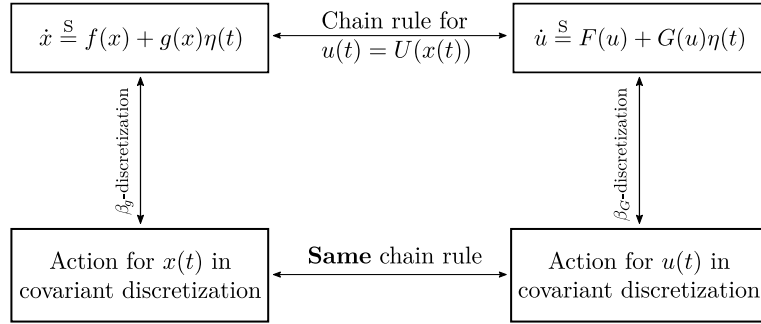 ẋ S= f(x) + g(x)η(t)
Chain rule for
u(t) = U(x(t))
u̇ S= F(u) + G(u)η(t)
β_g-discretization
β_G-discretization
Action for x(t) in
covariant discretization
Same chain rule
Action for u(t) in
covariant discretization